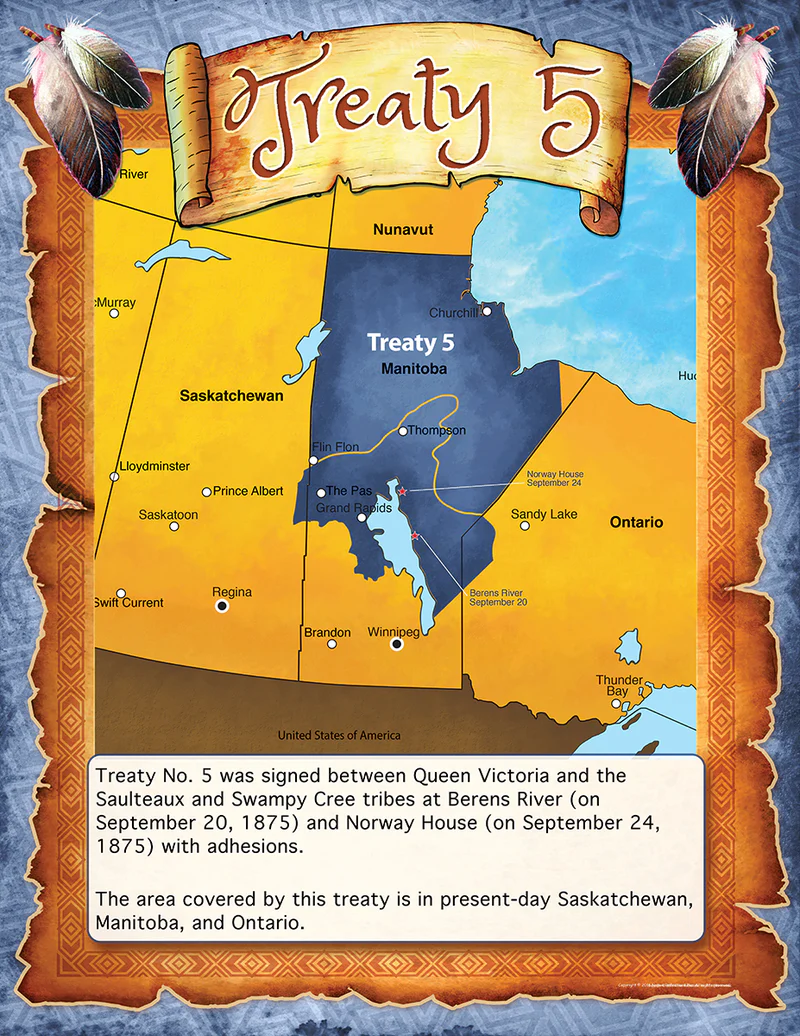 Treaty 5
River
Nunavut
cMurray
Churchill
Treaty 5
Manitoba
Huc
Saskatchewan
Thompson
Flin Flon
Lloydminster
Norway House
September 24
Prince Albert
The Pas
Grand Rapids
Saskatoon
Sandy Lake
Ontario
Berens River
September 20
Swift Current
Regina
Brandon
Winnipeg
Thunder
Bay
United States of America
Treaty No. 5 was signed between Queen Victoria and the
Saulteaux and Swampy Cree tribes at Berens River (on
September 20, 1875) and Norway House (on September 24,
1875) with adhesions.
The area covered by this treaty is in present-day Saskatchewan,
Manitoba, and Ontario.